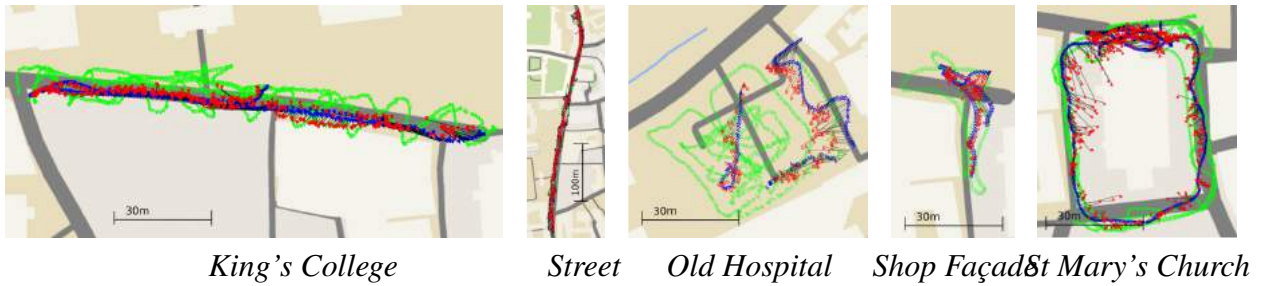 30m
100m
30m
30m
30m
King's College
Street
Old Hospital
Shop Façade
St Mary's Church